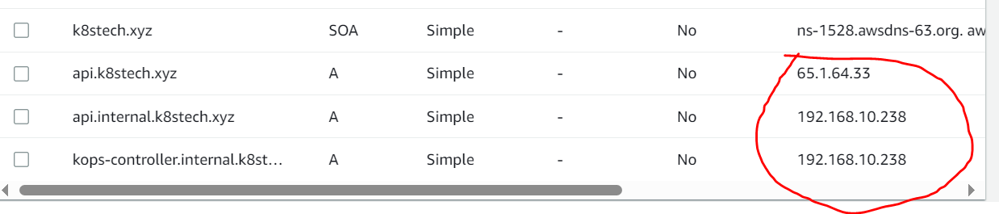 k8stech.xyz SOA Simple - No ns-1528.awsdns-63.org. aw
api.k8stech.xyz A Simple - No 65.1.64.33
api.internal.k8stech.xyz A Simple - No 192.168.10.238
kops-controller.internal.k8st... A Simple - No 192.168.10.238